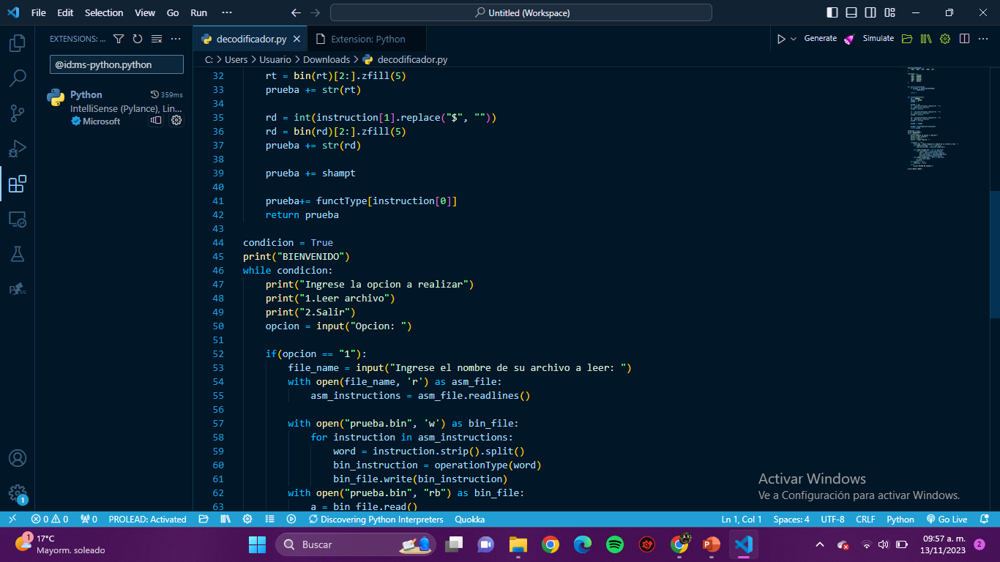 File Edit Selection View Go Run ··· Untitled (Workspace)
EXTENSIONS: ...
@id:ms-python.python
Python 359ms
IntelliSense (Pylance), Lin...
Microsoft
decodificador.py Extension: Python Generate Simulate
C: > Users > Usuario > Downloads > decodificador.py
32 rt = bin(rt)[2:].zfill(5)
33 prueba += str(rt)
34
35 rd = int(instruction[1].replace("$", ""))
36 rd = bin(rd)[2:].zfill(5)
37 prueba += str(rd)
38
39 prueba += shampt
40
41 prueba+= functType[instruction[0]]
42 return prueba
43
44 condicion = True
45 print("BIENVENIDO")
46 while condicion:
47 print("Ingrese la opcion a realizar")
48 print("1.Leer archivo")
49 print("2.Salir")
50 opcion = input("Opcion: ")
51
52 if(opcion == "1"):
53 file_name = input("Ingrese el nombre de su archivo a leer: ")
54 with open(file_name, 'r') as asm_file:
55 asm_instructions = asm_file.readlines()
56
57 with open("prueba.bin", 'w') as bin_file:
58 for instruction in asm_instructions:
59 word = instruction.strip().split()
60 bin_instruction = operationType(word)
61 bin_file.write(bin_instruction)
62 with open("prueba.bin", "rb") as bin_file:
63 a = bin_file.read()
Activar Windows
Ve a Configuración para activar Windows.
1
0 0 0 PROLEAD: Activated Discovering Python Interpreters Quokka Ln 1, Col 1 Spaces: 4 UTF-8 CRLF Python Go Live
1 17°C
Mayorm. soleado
Buscar
09:57 a. m.
13/11/2023
2